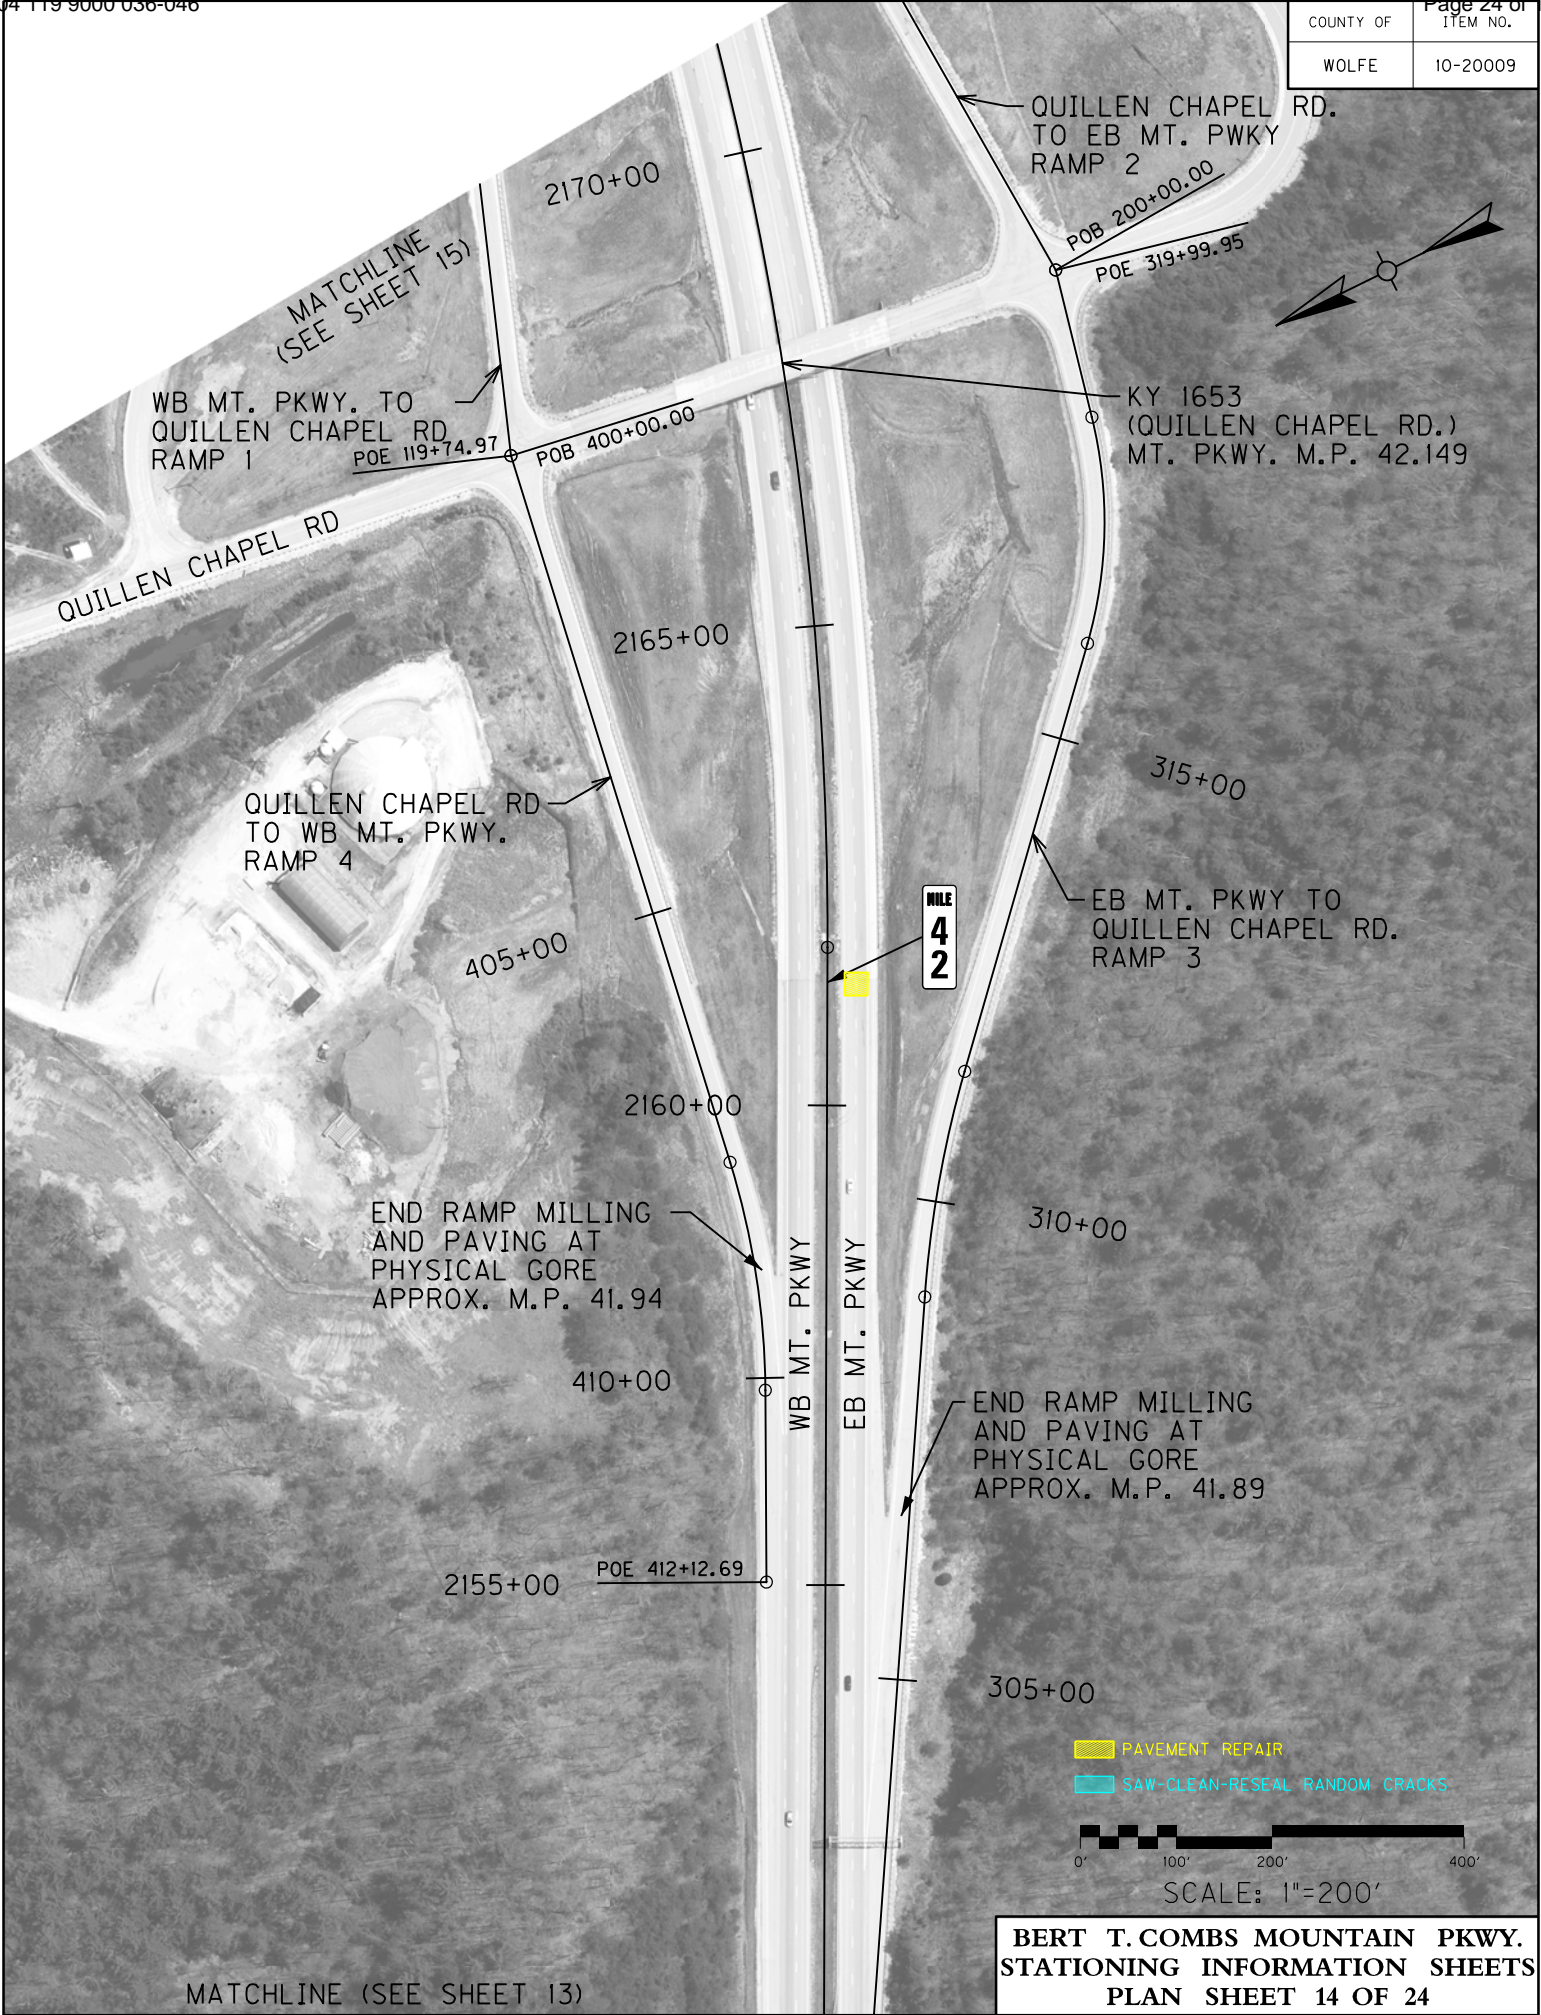 04 119 9000 036-046
Page 24 of
COUNTY OF
ITEM NO.
WOLFE
10-20009
QUILLEN CHAPEL RD.
TO EB MT. PWKY
RAMP 2
2170+00
POB 200+00.00
POE 319+99.95
MATCHLINE
(SEE SHEET 15)
WB MT. PKWY. TO
QUILLEN CHAPEL RD
RAMP 1
POE 119+74.97
POB 400+00.00
KY 1653
(QUILLEN CHAPEL RD.)
MT. PKWY. M.P. 42.149
QUILLEN CHAPEL RD
2165+00
315+00
QUILLEN CHAPEL RD
TO WB MT. PKWY.
RAMP 4
MILE
4
2
EB MT. PKWY TO
QUILLEN CHAPEL RD.
RAMP 3
405+00
2160+00
END RAMP MILLING
AND PAVING AT
PHYSICAL GORE
APPROX. M.P. 41.94
310+00
WB MT. PKWY
EB MT. PKWY
410+00
END RAMP MILLING
AND PAVING AT
PHYSICAL GORE
APPROX. M.P. 41.89
2155+00
POE 412+12.69
305+00
PAVEMENT REPAIR
SAW-CLEAN-RESEAL RANDOM CRACKS
0' 100' 200' 400'
SCALE: 1"=200'
BERT T. COMBS MOUNTAIN PKWY.
STATIONING INFORMATION SHEETS
PLAN SHEET 14 OF 24
MATCHLINE (SEE SHEET 13)